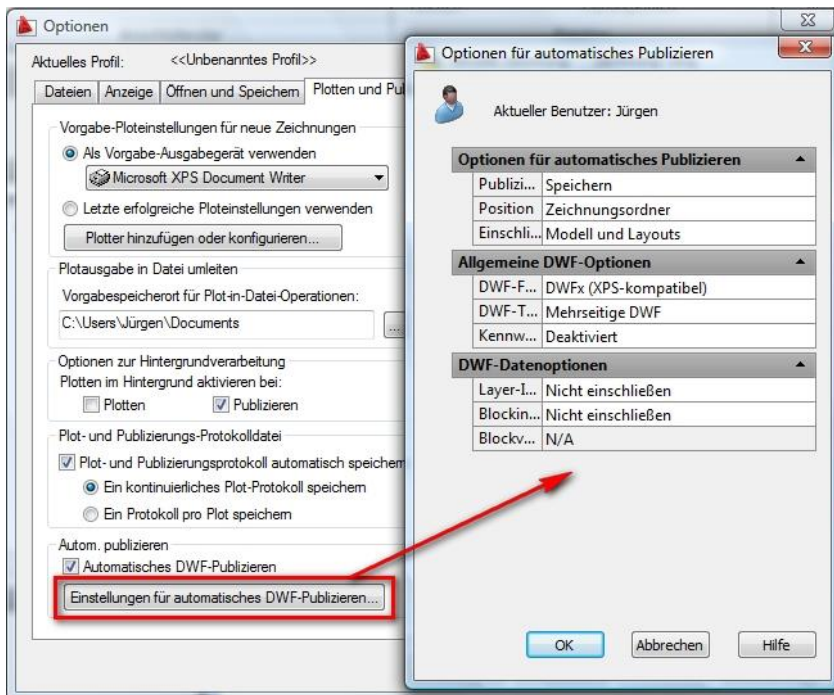 Optionen
Aktuelles Profil: <<Unbenanntes Profil>>
Dateien Anzeige Öffnen und Speichern Plotten und Pu
Vorgabe-Ploteinstellungen für neue Zeichnungen
Als Vorgabe-Ausgabegerät verwenden
Microsoft XPS Document Writer
Letzte erfolgreiche Ploteinstellungen verwenden
Plotter hinzufügen oder konfigurieren...
Plotausgabe in Datei umleiten
Vorgabespeicherort für Plot-in-Datei-Operationen:
C:\Users\Jürgen\Documents
...
Optionen zur Hintergrundverarbeitung
Plotten im Hintergrund aktivieren bei:
Plotten Publizieren
Plot- und Publizierungs-Protokolldatei
Plot- und Publizierungsprotokoll automatisch speichern
Ein kontinuierliches Plot-Protokoll speichern
Ein Protokoll pro Plot speichern
Autom. publizieren
Automatisches DWF-Publizieren
Einstellungen für automatisches DWF-Publizieren...
Optionen für automatisches Publizieren
Aktueller Benutzer: Jürgen
Optionen für automatisches Publizieren
Publizi... Speichern
Position Zeichnungsordner
Einschli... Modell und Layouts
Allgemeine DWF-Optionen
DWF-F... DWFx (XPS-kompatibel)
DWF-T... Mehrseitige DWF
Kennw... Deaktiviert
DWF-Datenoptionen
Layer-I... Nicht einschließen
Blockin... Nicht einschließen
Blockv... N/A
OK Abbrechen Hilfe